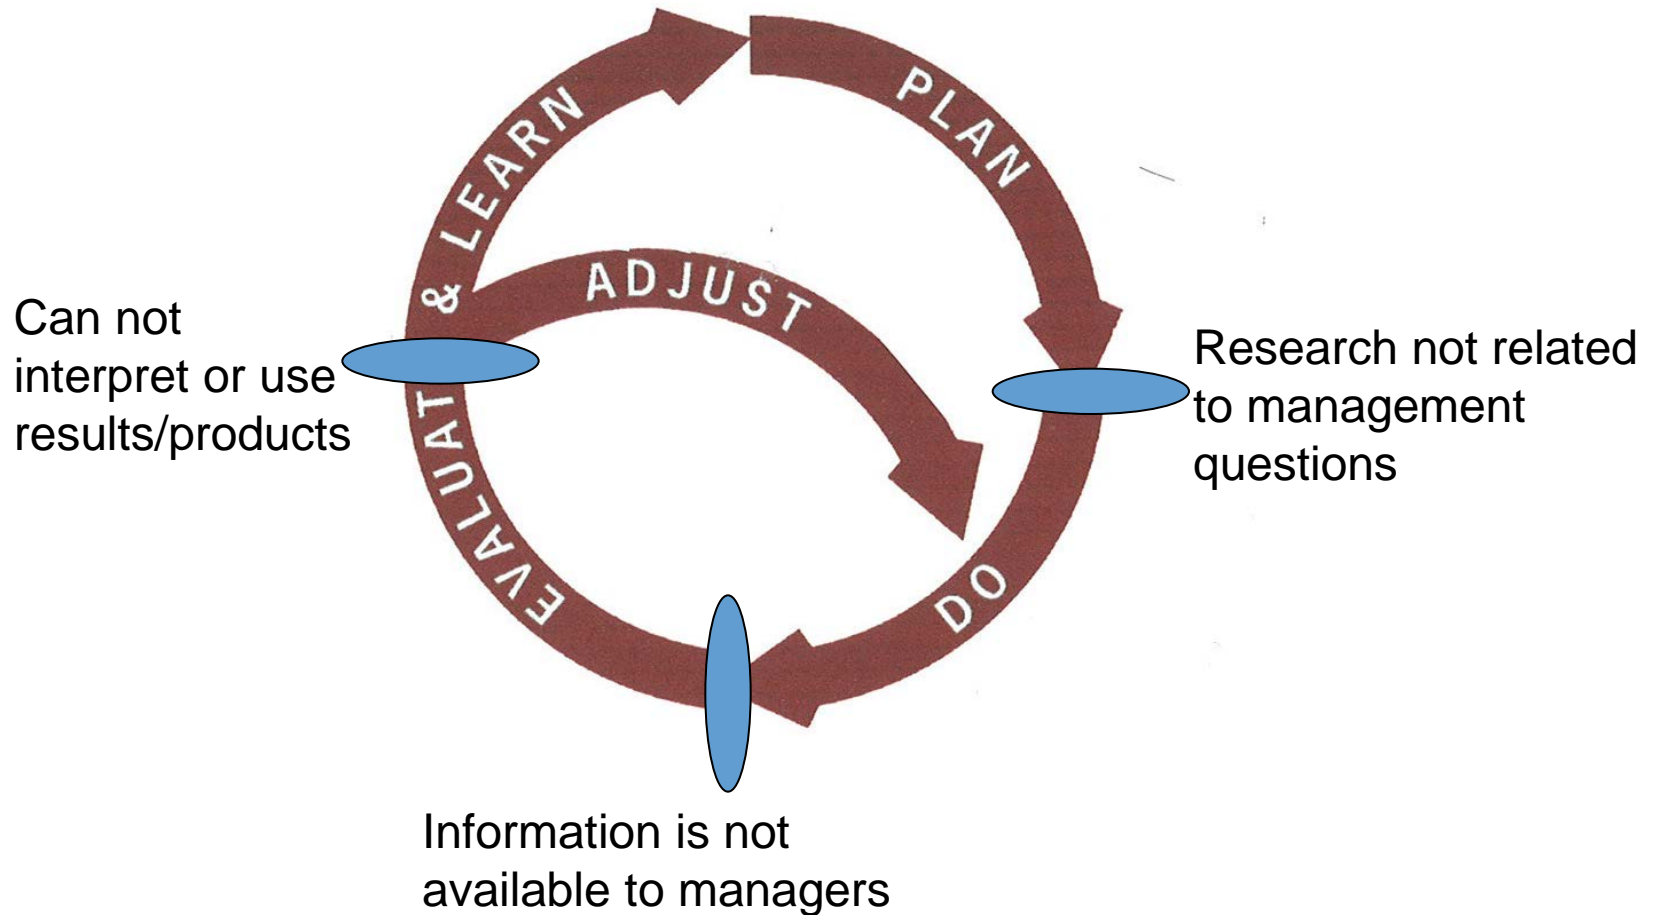 PLAN
DO
EVALUAT & LEARN
ADJUST
Can not
interpret or use
results/products
Research not related
to management
questions
Information is not
available to managers